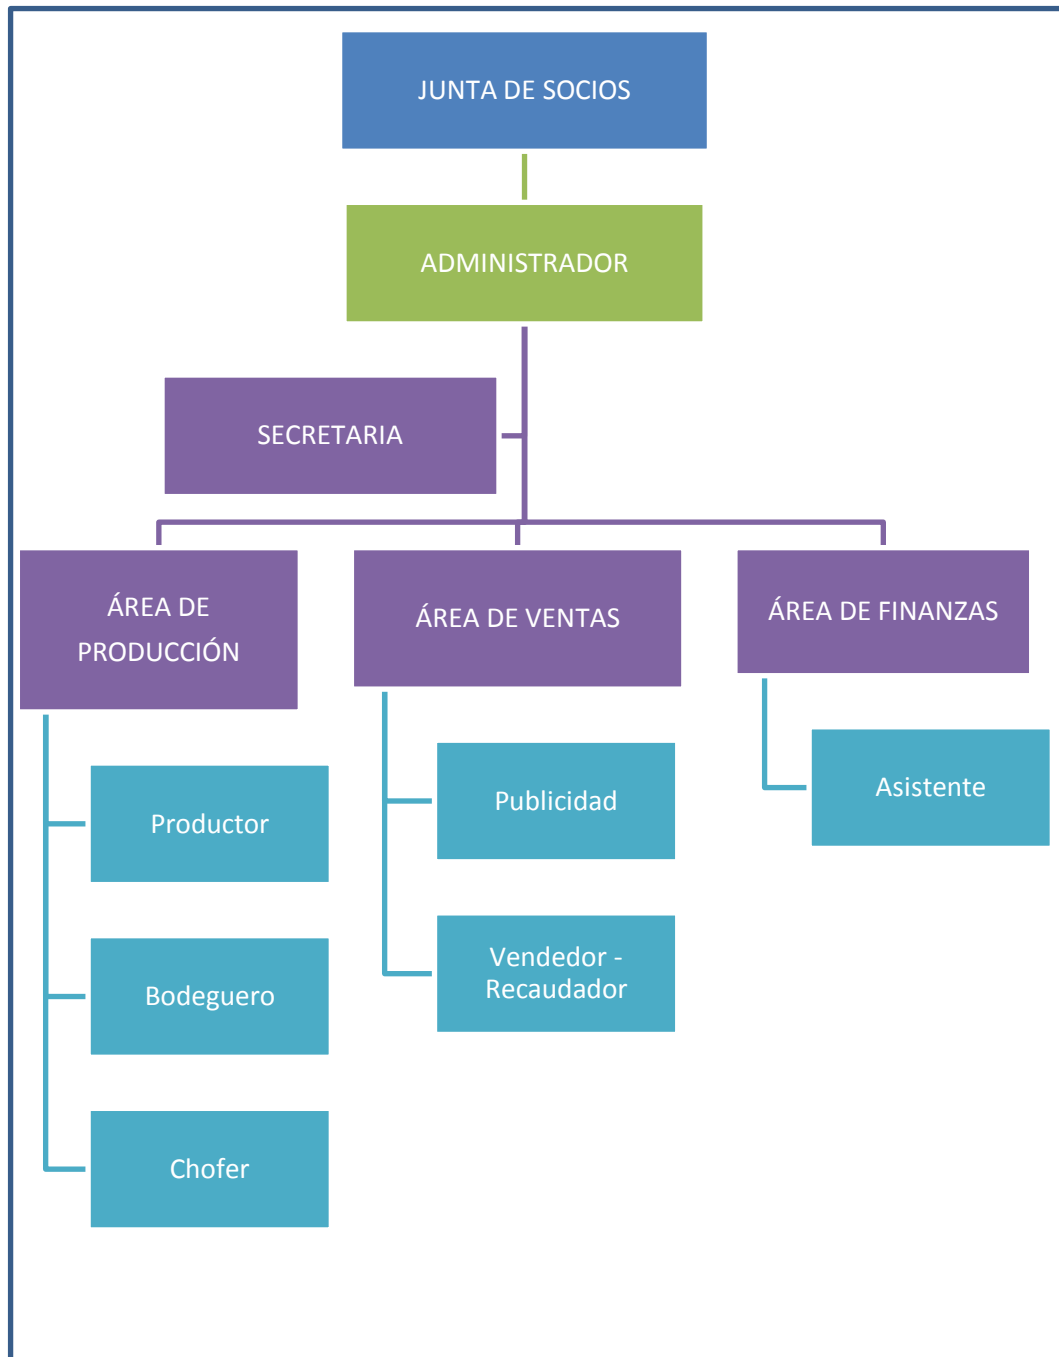 JUNTA DE SOCIOS
ADMINISTRADOR
SECRETARIA
ÁREA DE
PRODUCCIÓN
ÁREA DE VENTAS
ÁREA DE FINANZAS
Productor
Bodeguero
Chofer
Publicidad
Vendedor -
Recaudador
Asistente